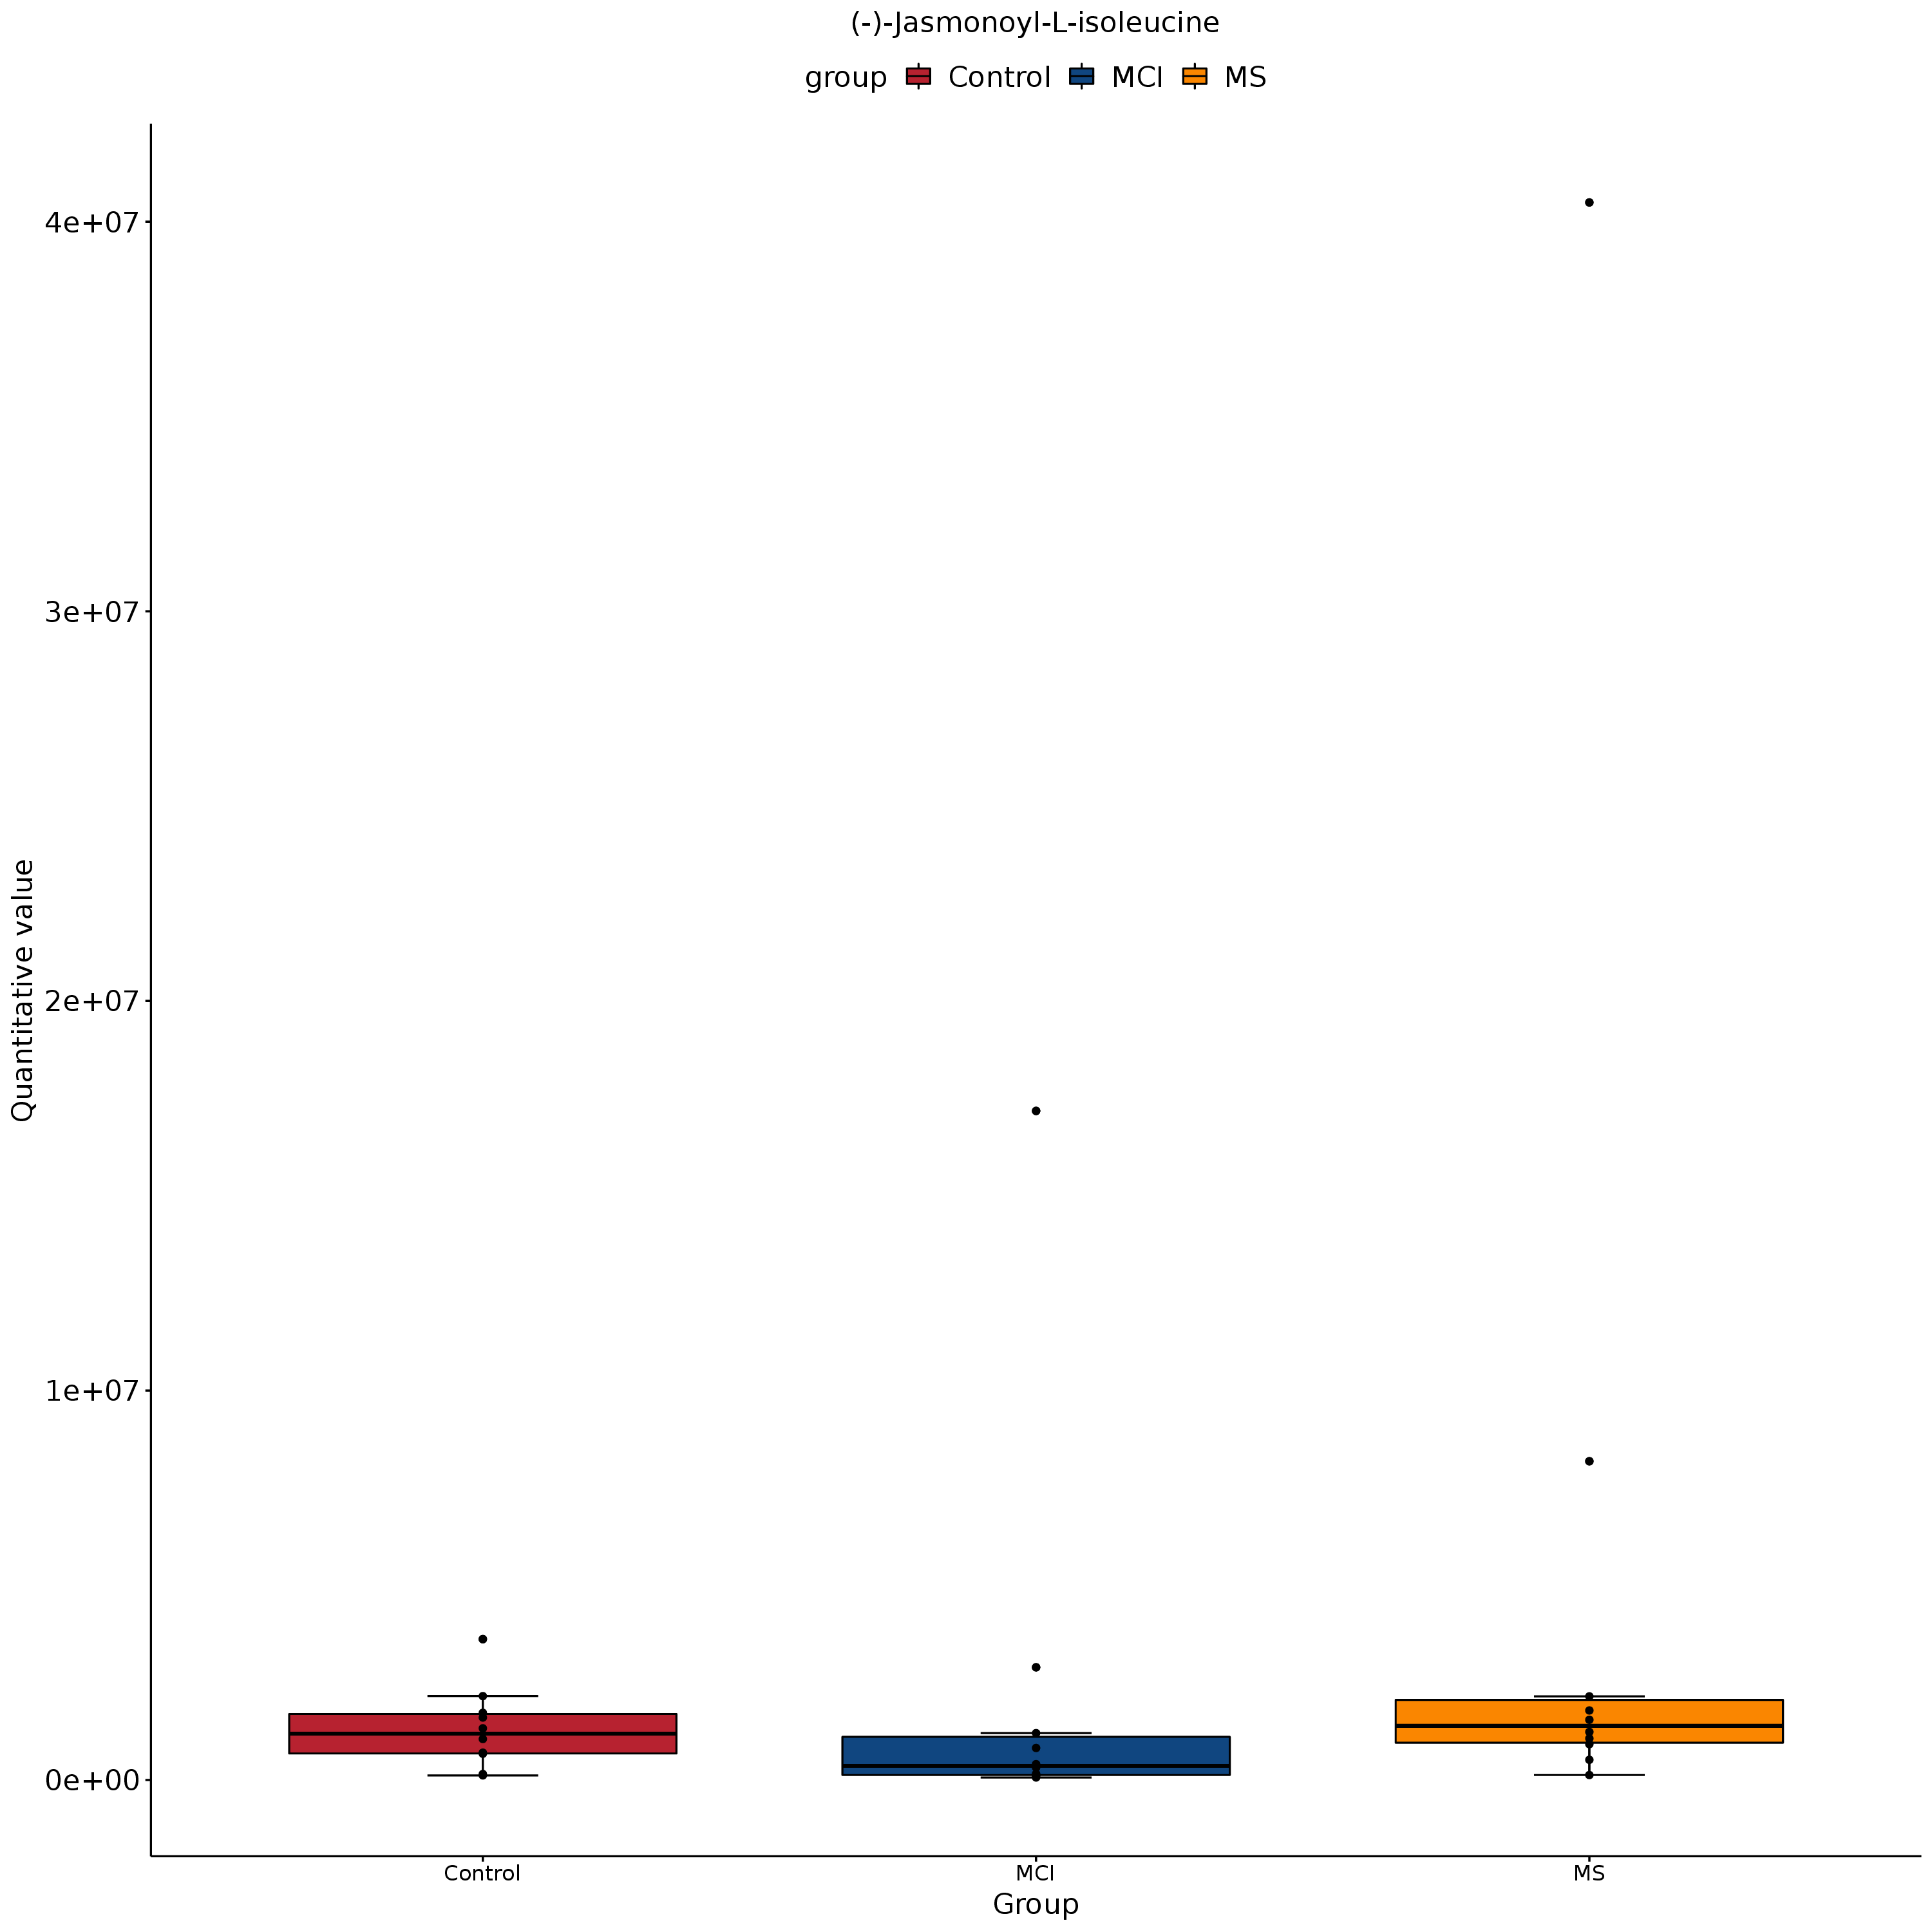 (-)-Jasmonoyl-L-isoleucine
group Control MCI MS
Quantitative value
4e+07
3e+07
2e+07
1e+07
0e+00
Control MCI MS
Group